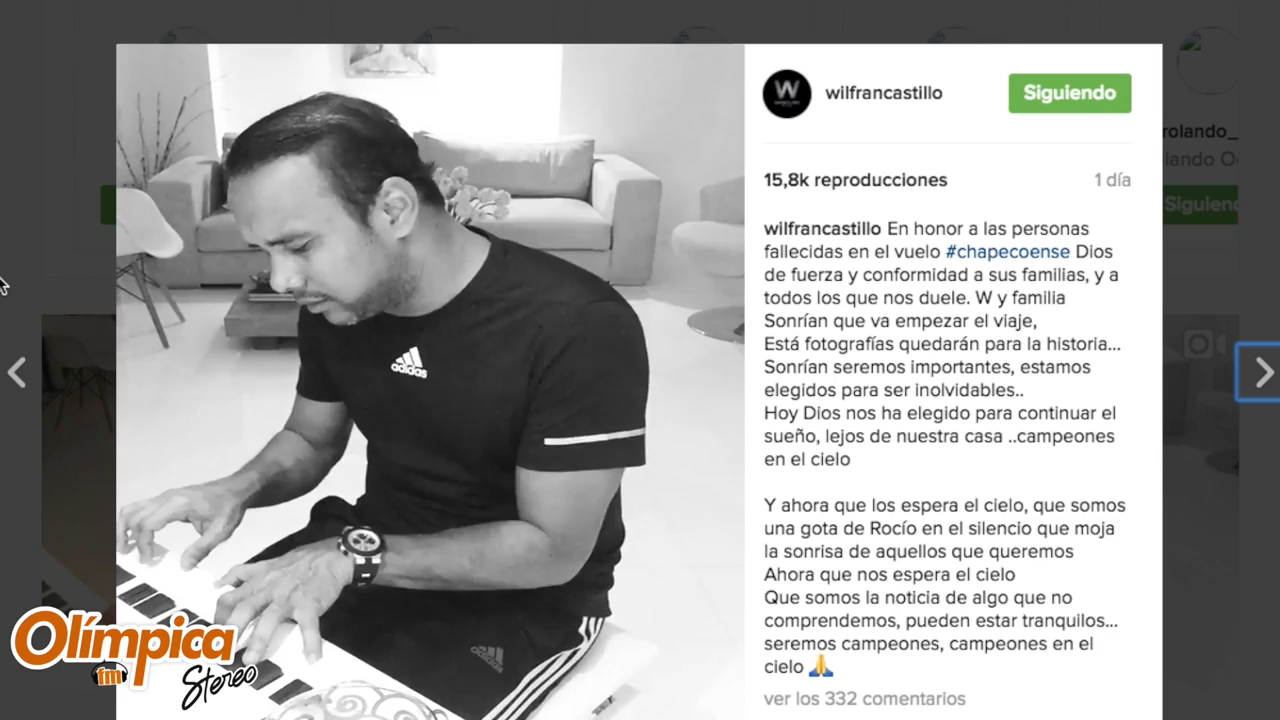 wilfrancastillo
Siguiendo
15,8k reproducciones
1 día
wilfrancastillo En honor a las personas
fallecidas en el vuelo #chapecoense Dios
de fuerza y conformidad a sus familias, y a
todos los que nos duele. W y familia
Sonrían que va empezar el viaje,
Está fotografías quedarán para la historia...
Sonrían seremos importantes, estamos
elegidos para ser inolvidables..
Hoy Dios nos ha elegido para continuar el
sueño, lejos de nuestra casa ..campeones
en el cielo
Y ahora que los espera el cielo, que somos
una gota de Rocío en el silencio que moja
la sonrisa de aquellos que queremos
Ahora que nos espera el cielo
Que somos la noticia de algo que no
comprendemos, pueden estar tranquilos...
seremos campeones, campeones en el
cielo 🙏
ver los 332 comentarios
rolando_
lando
Siguien
W
adidas
adidas
Olímpica
fm
Stereo